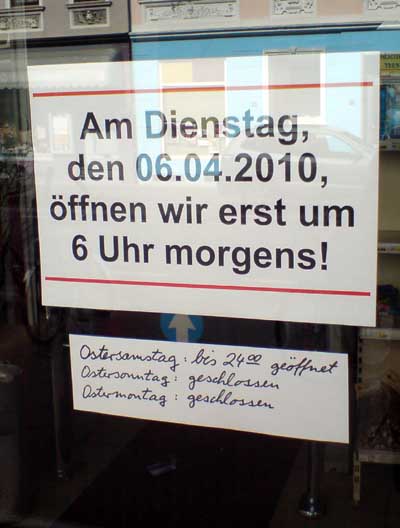 Am Dienstag,
den 06.04.2010,
öffnen wir erst um
6 Uhr morgens!
Ostersamstag: bis 24⁰⁰ geöffnet
Ostersonntag: geschlossen
Ostermontag: geschlossen